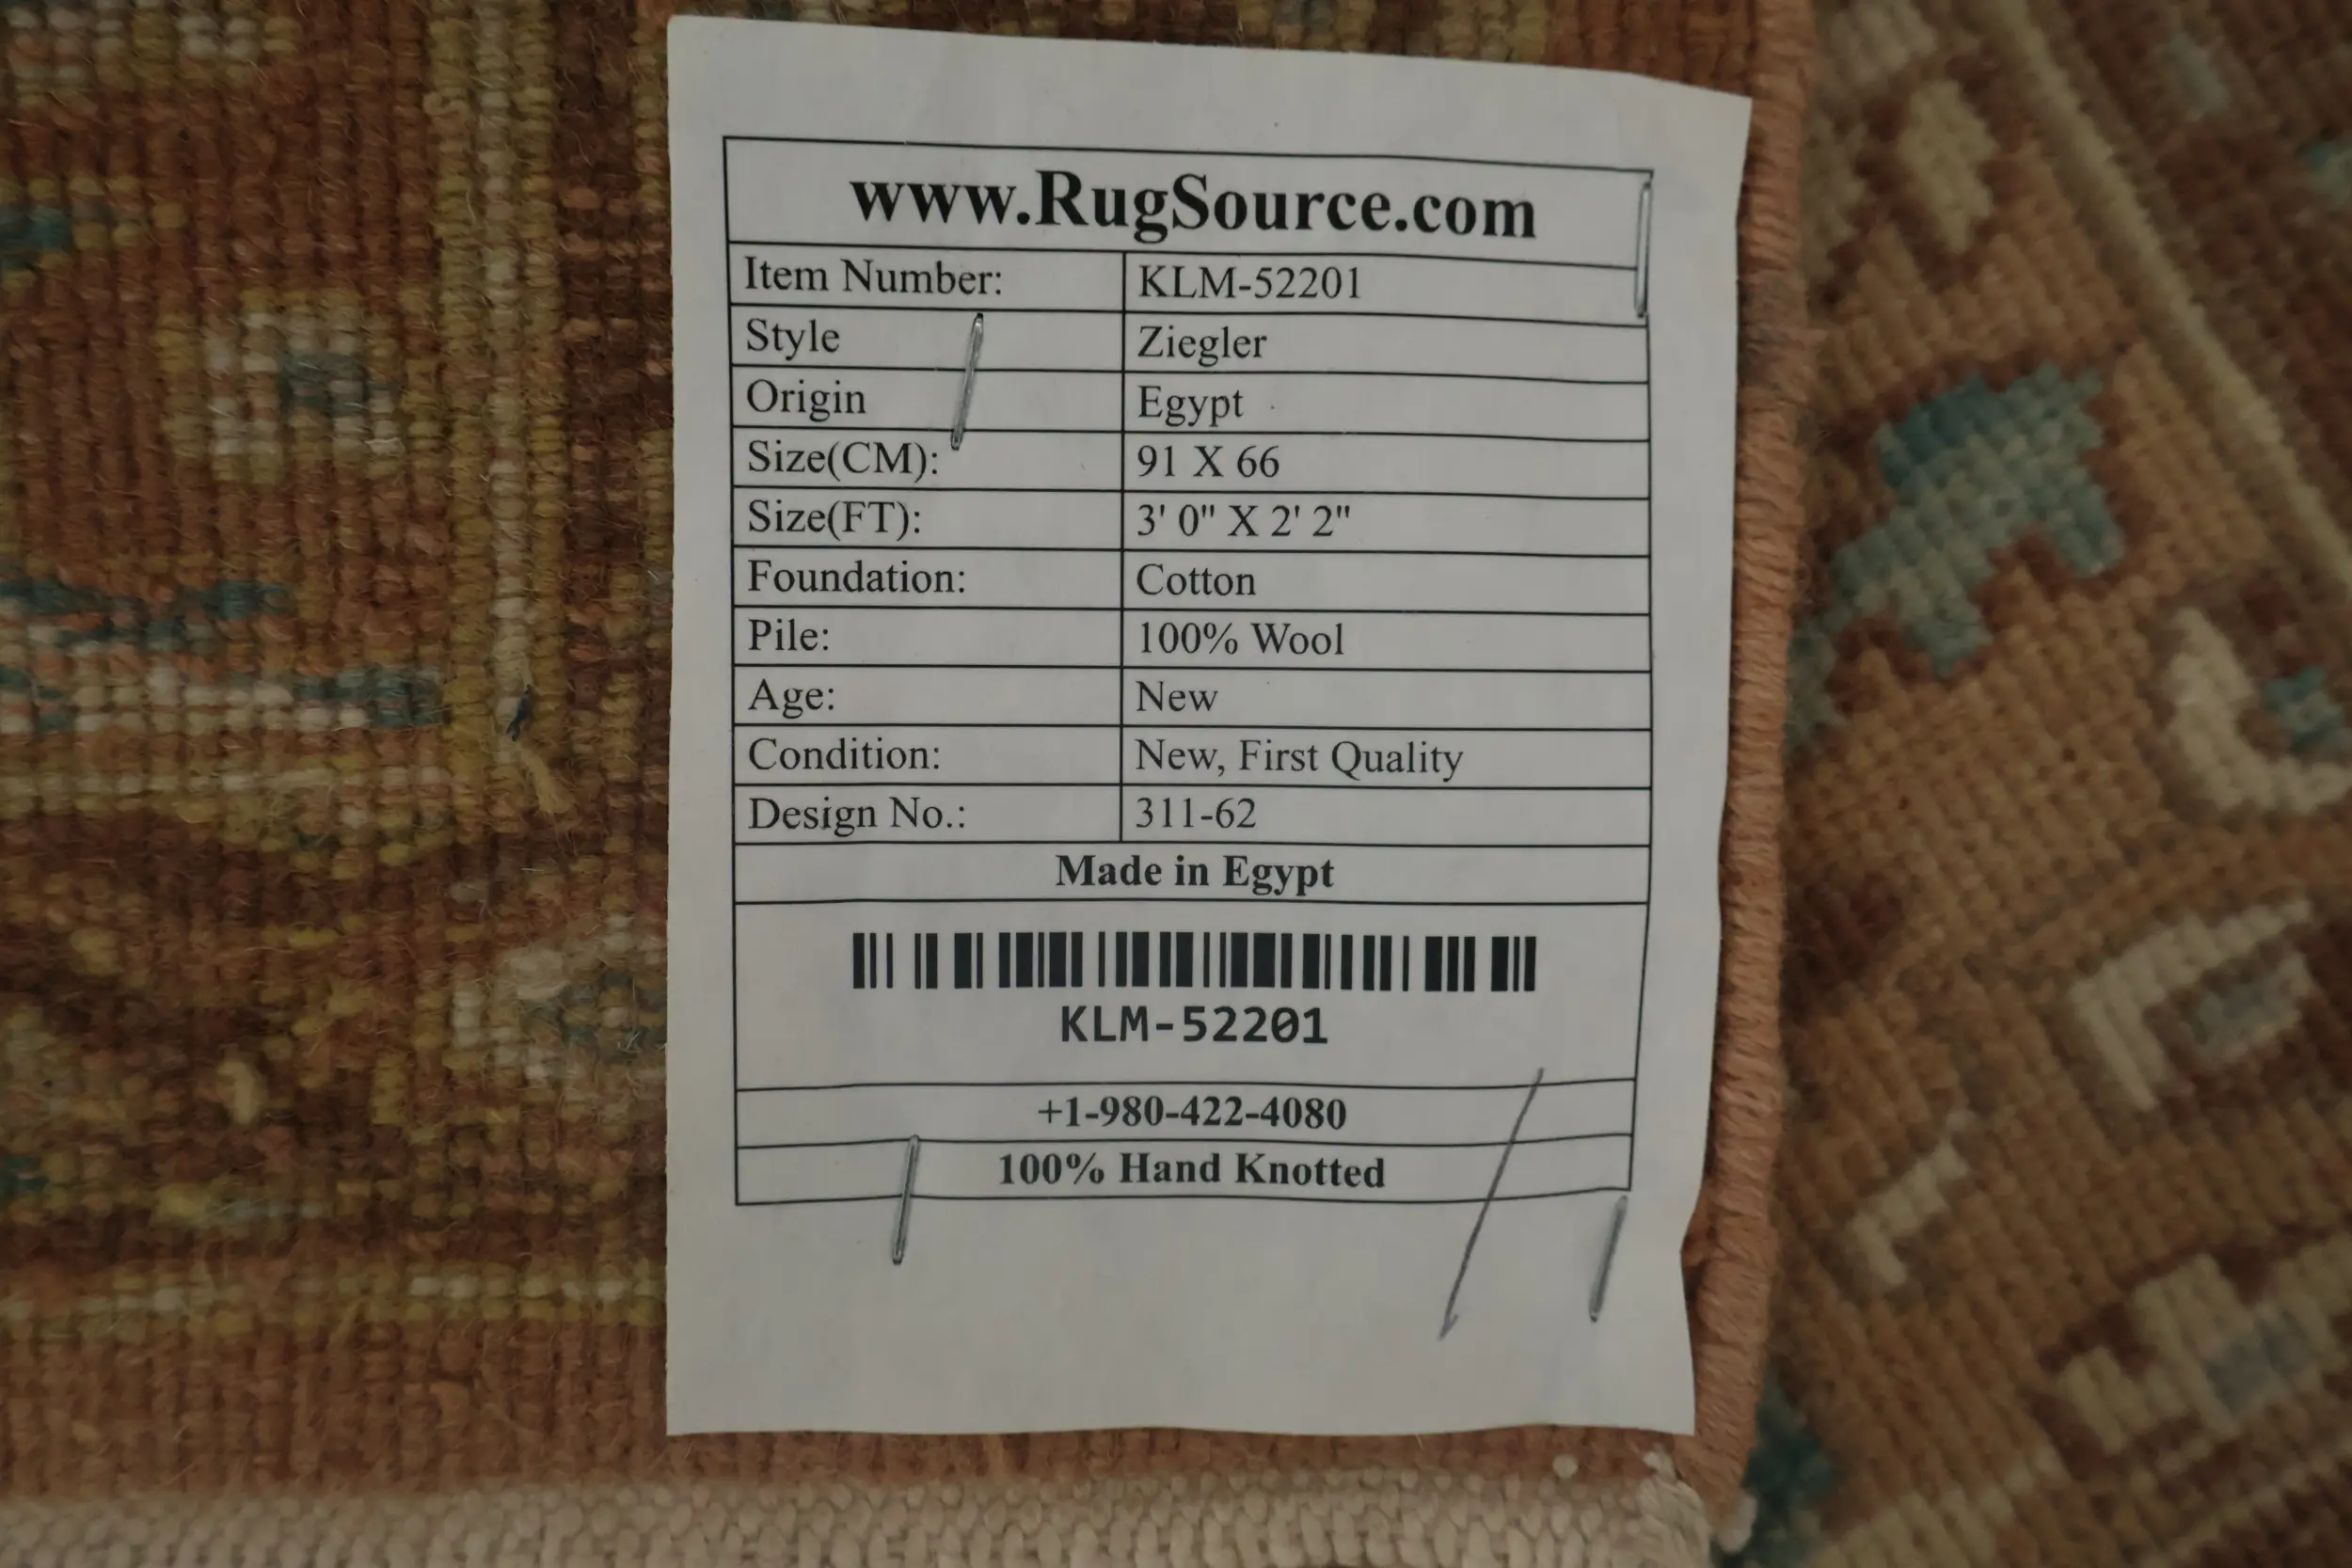 www.RugSource.com
Item Number: KLM-52201
Style Ziegler
Origin Egypt
Size(CM): 91 X 66
Size(FT): 3' 0" X 2' 2"
Foundation: Cotton
Pile: 100% Wool
Age: New
Condition: New, First Quality
Design No.: 311-62
Made in Egypt
KLM-52201
+1-980-422-4080
100% Hand Knotted